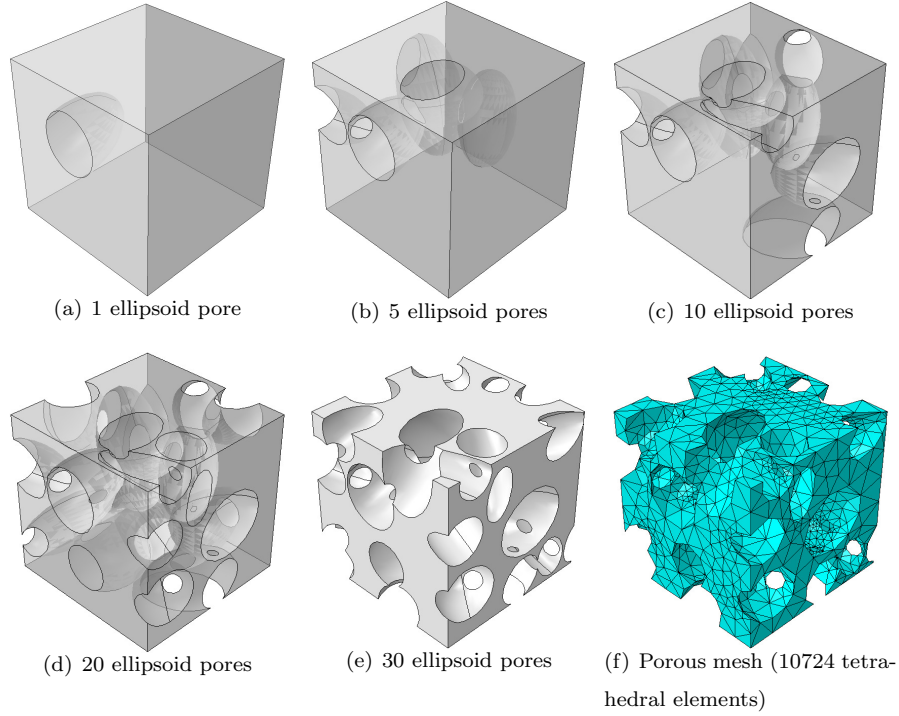 (a) 1 ellipsoid pore
(b) 5 ellipsoid pores
(c) 10 ellipsoid pores
(d) 20 ellipsoid pores
(e) 30 ellipsoid pores
(f) Porous mesh (10724 tetra-
hedral elements)